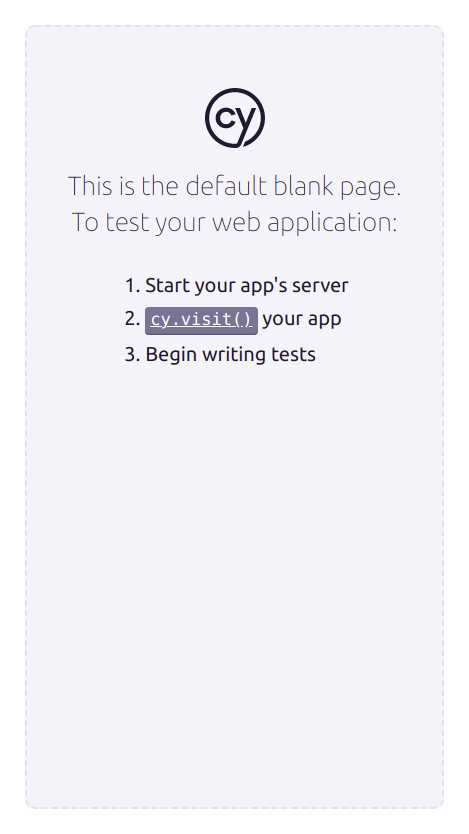 cy
This is the default blank page.
To test your web application:
1. Start your app's server
2. cy.visit() your app
3. Begin writing tests